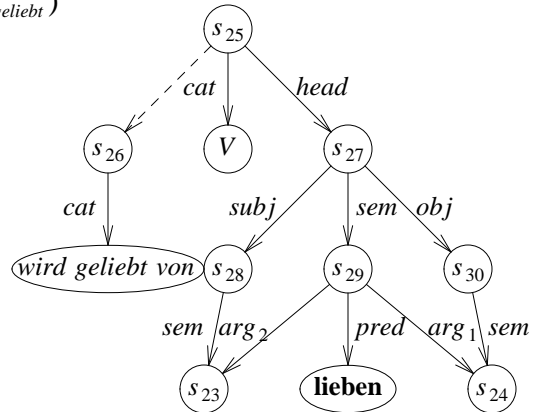 geliebt )
s25
cat head
s26 V s27
cat subj sem obj
wird geliebt von s28 s29 s30
sem arg2 pred arg1 sem
s23 lieben s24